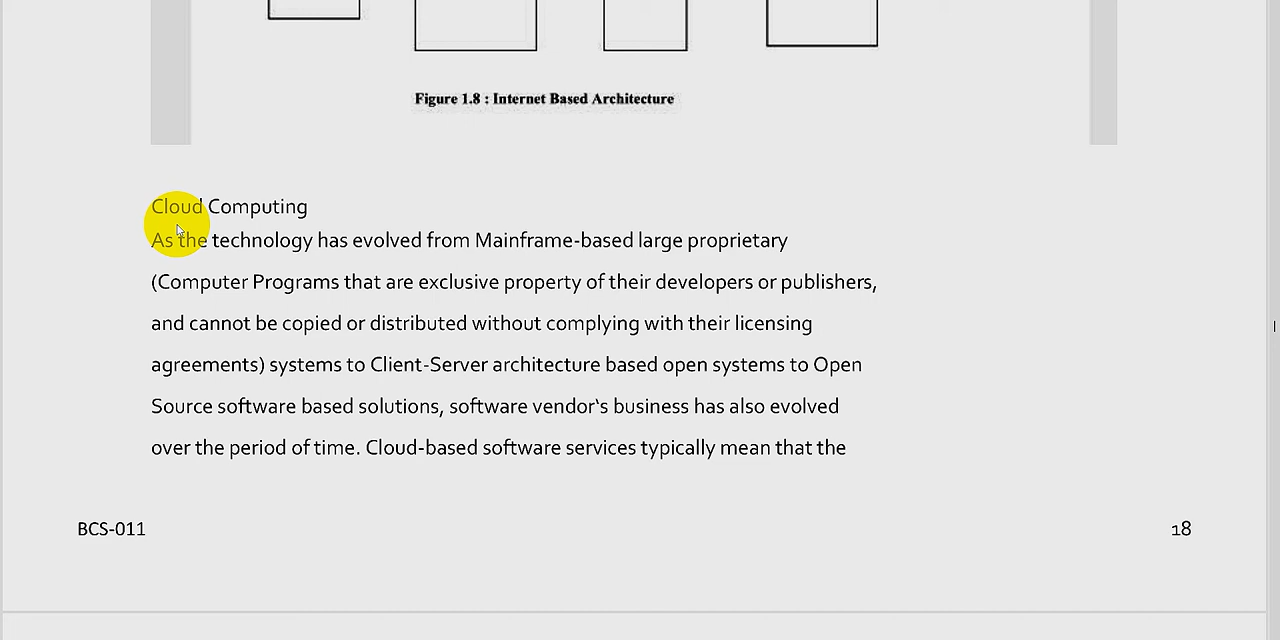 Figure 1.8 : Internet Based Architecture
Cloud Computing
As the technology has evolved from Mainframe-based large proprietary
(Computer Programs that are exclusive property of their developers or publishers,
and cannot be copied or distributed without complying with their licensing
agreements) systems to Client-Server architecture based open systems to Open
Source software based solutions, software vendor‘s business has also evolved
over the period of time. Cloud-based software services typically mean that the
BCS-011 18